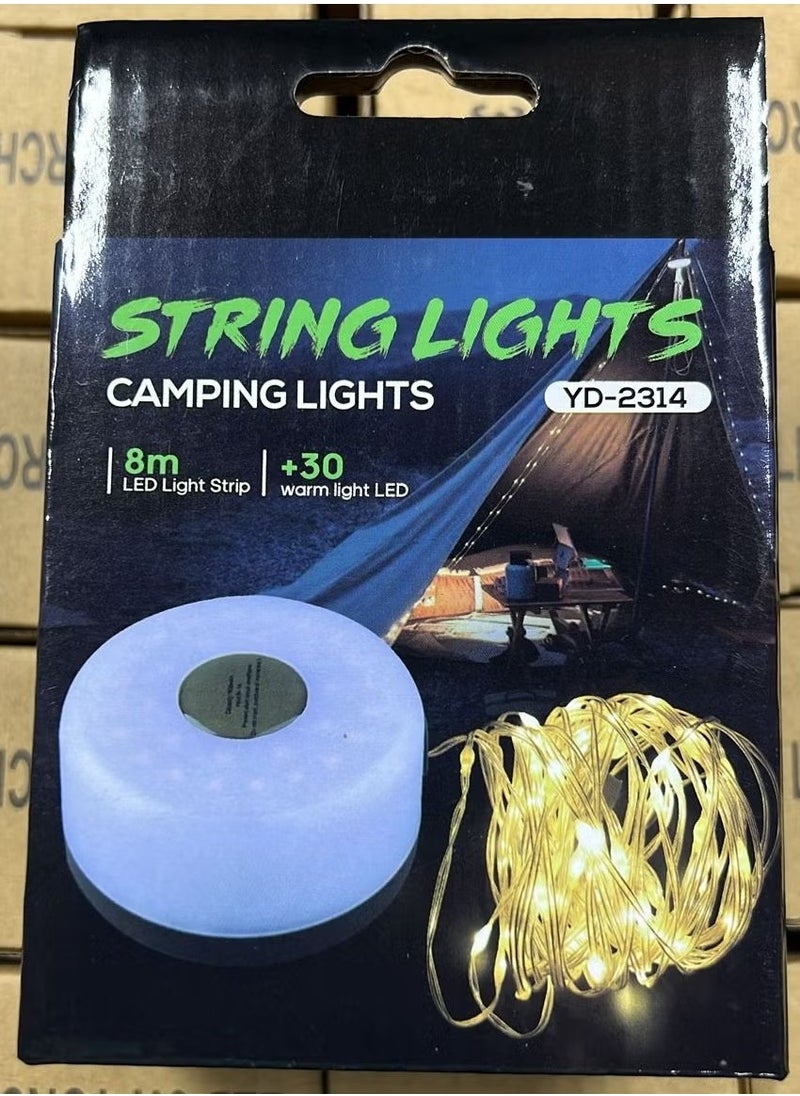 STRING LIGHTS
CAMPING LIGHTS
YD-2314
8m
LED Light Strip
+30
warm light LED